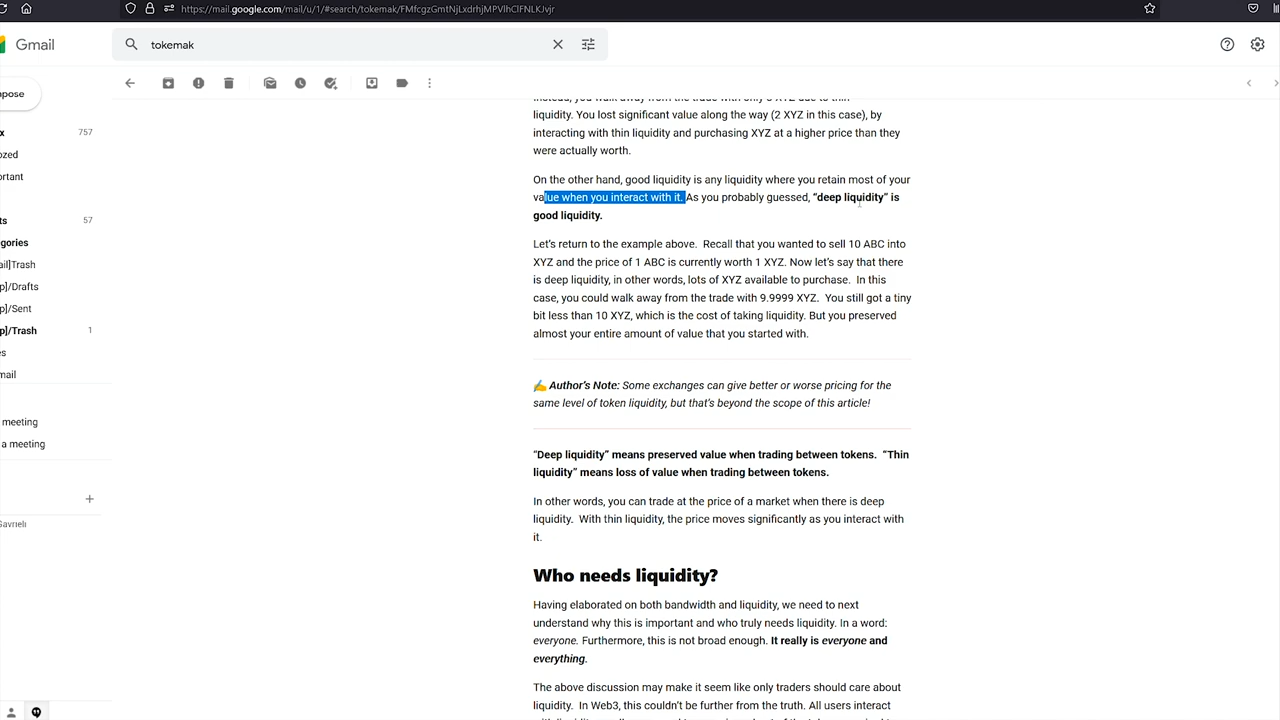 https://mail.google.com/mail/u/1/#search/tokemak/FMfcgzGmtNjLxdrhjMPVlhClFNLKJvjr
Gmail
tokemak
pose
x 757
ozed
ortant
ts 57
gories
ail]Trash
p]/Drafts
p]/Sent
p]/Trash 1
es
mail
meeting
a meeting
Gavrieli
liquidity. You lost significant value along the way (2 XYZ in this case), by
interacting with thin liquidity and purchasing XYZ at a higher price than they
were actually worth.
On the other hand, good liquidity is any liquidity where you retain most of your
value when you interact with it. As you probably guessed, “deep liquidity” is
good liquidity.
Let’s return to the example above. Recall that you wanted to sell 10 ABC into
XYZ and the price of 1 ABC is currently worth 1 XYZ. Now let’s say that there
is deep liquidity, in other words, lots of XYZ available to purchase. In this
case, you could walk away from the trade with 9.9999 XYZ. You still got a tiny
bit less than 10 XYZ, which is the cost of taking liquidity. But you preserved
almost your entire amount of value that you started with.
✍️ Author’s Note: Some exchanges can give better or worse pricing for the
same level of token liquidity, but that’s beyond the scope of this article!
“Deep liquidity” means preserved value when trading between tokens. “Thin
liquidity” means loss of value when trading between tokens.
In other words, you can trade at the price of a market when there is deep
liquidity. With thin liquidity, the price moves significantly as you interact with
it.
Who needs liquidity?
Having elaborated on both bandwidth and liquidity, we need to next
understand why this is important and who truly needs liquidity. In a word:
everyone. Furthermore, this is not broad enough. It really is everyone and
everything.
The above discussion may make it seem like only traders should care about
liquidity. In Web3, this couldn’t be further from the truth. All users interact